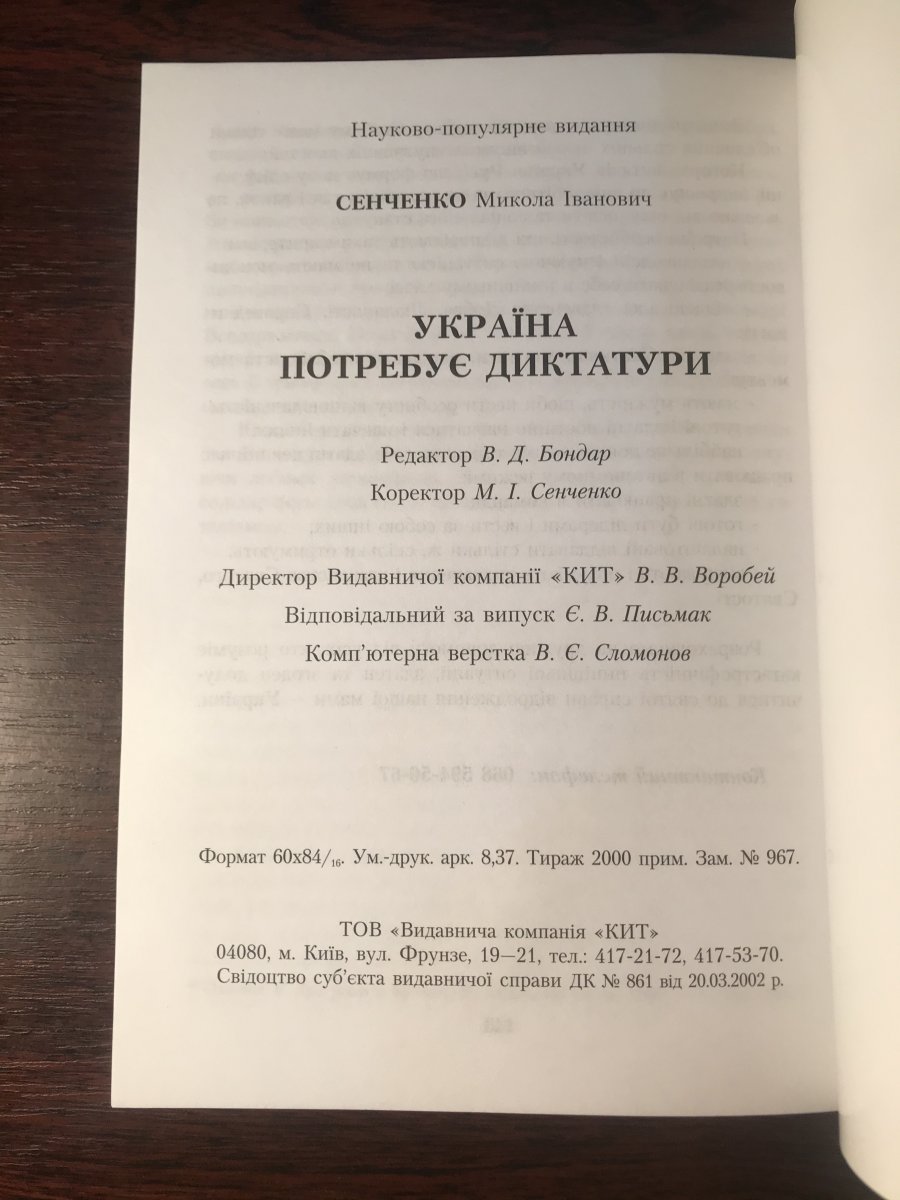 Науково-популярне видання
СЕНЧЕНКО Микола Іванович
УКРАЇНА
ПОТРЕБУЄ ДИКТАТУРИ
Редактор В. Д. Бондар
Коректор М. І. Сенченко
Директор Видавничої компанії «КИТ» В. В. Воробей
Відповідальний за випуск Є. В. Письмак
Комп’ютерна верстка В. Є. Сломонов
Формат 60х84/16. Ум.-друк. арк. 8,37. Тираж 2000 прим. Зам. № 967.
ТОВ «Видавнича компанія «КИТ»
04080, м. Київ, вул. Фрунзе, 19—21, тел.: 417-21-72, 417-53-70.
Свідоцтво суб’єкта видавничої справи ДК № 861 від 20.03.2002 р.